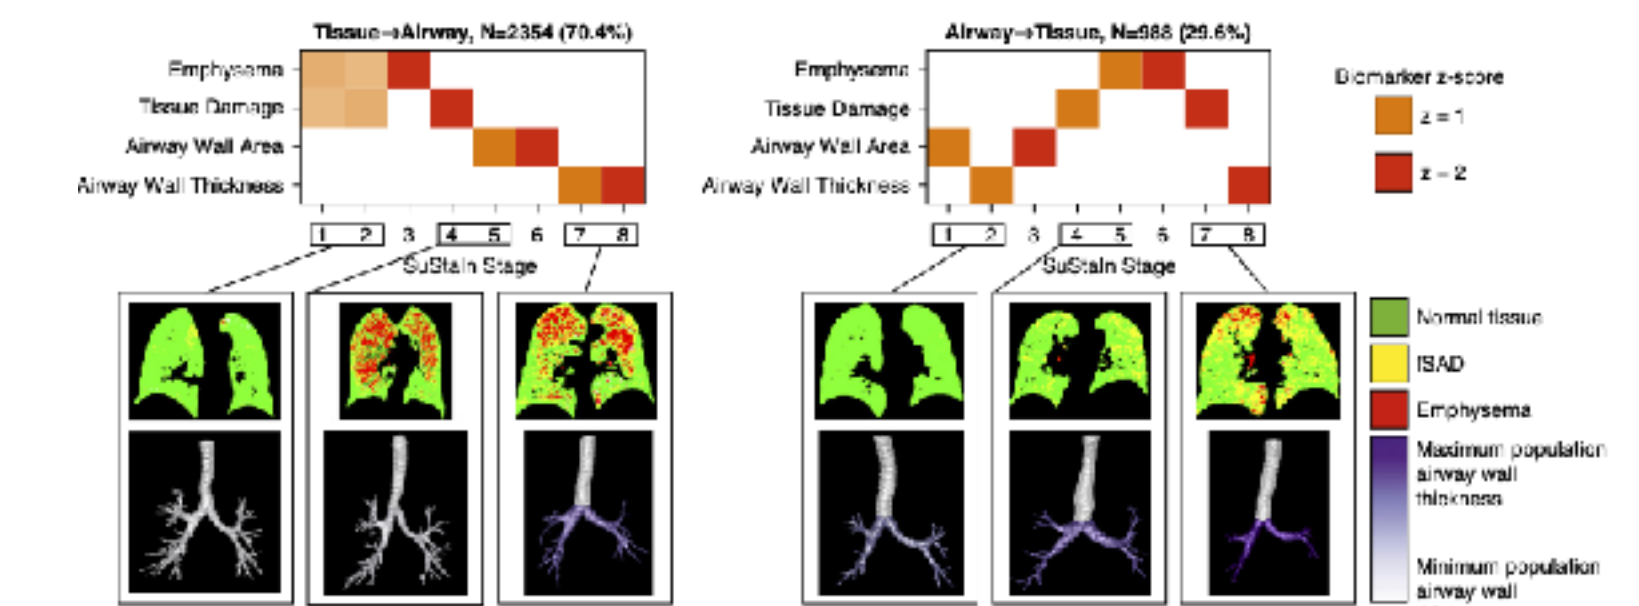 Tissue→Airway, N=2354 (70.4%)
Emphysema
Tissue Damage
Airway Wall Area
Airway Wall Thickness
1 2 3 4 5 6 7 8
SuStaIn Stage
Airway→Tissue, N=988 (29.6%)
Emphysema
Tissue Damage
Airway Wall Area
Airway Wall Thickness
1 2 3 4 5 6 7 8
SuStaIn Stage
Biomarker z-score
z = 1
z = 2
Normal tissue
fSAD
Emphysema
Maximum population
airway wall
thickness
Minimum population
airway wall